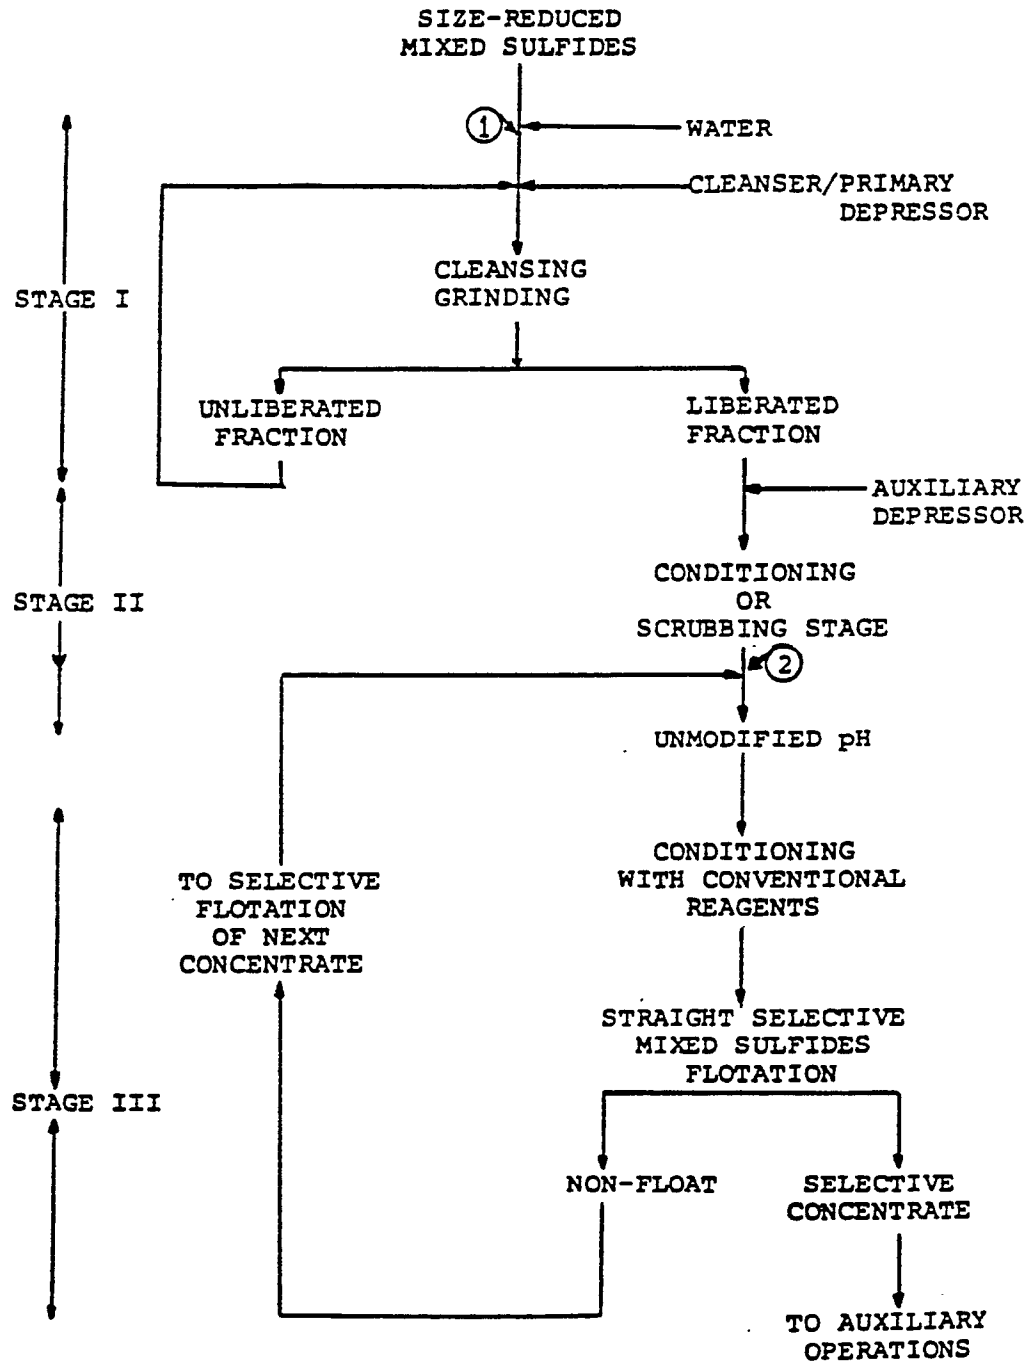 SIZE-REDUCED
MIXED SULFIDES
1
WATER
CLEANSER/PRIMARY
DEPRESSOR
CLEANSING
GRINDING
STAGE I
UNLIBERATED
FRACTION
LIBERATED
FRACTION
AUXILIARY
DEPRESSOR
CONDITIONING
OR
SCRUBBING STAGE
STAGE II
2
UNMODIFIED pH
CONDITIONING
WITH CONVENTIONAL
REAGENTS
TO SELECTIVE
FLOTATION
OF NEXT
CONCENTRATE
STRAIGHT SELECTIVE
MIXED SULFIDES
FLOTATION
STAGE III
NON-FLOAT
SELECTIVE
CONCENTRATE
TO AUXILIARY
OPERATIONS